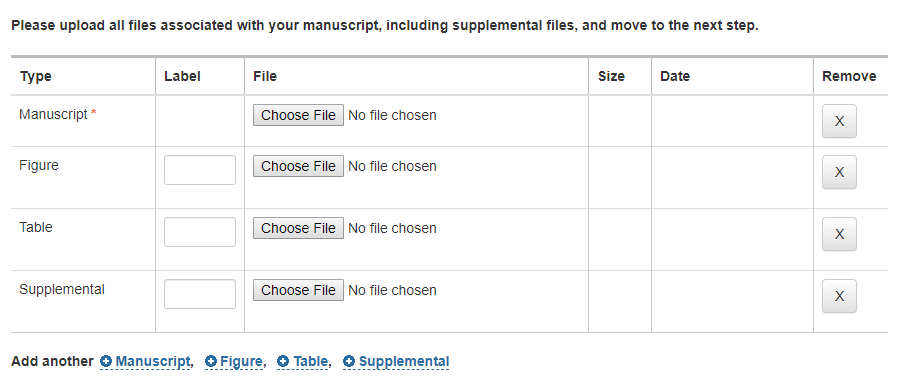 Please upload all files associated with your manuscript, including supplemental files, and move to the next step.
Type Label File Size Date Remove
Manuscript * Choose File No file chosen X
Figure Choose File No file chosen X
Table Choose File No file chosen X
Supplemental Choose File No file chosen X
Add another Manuscript, Figure, Table, Supplemental